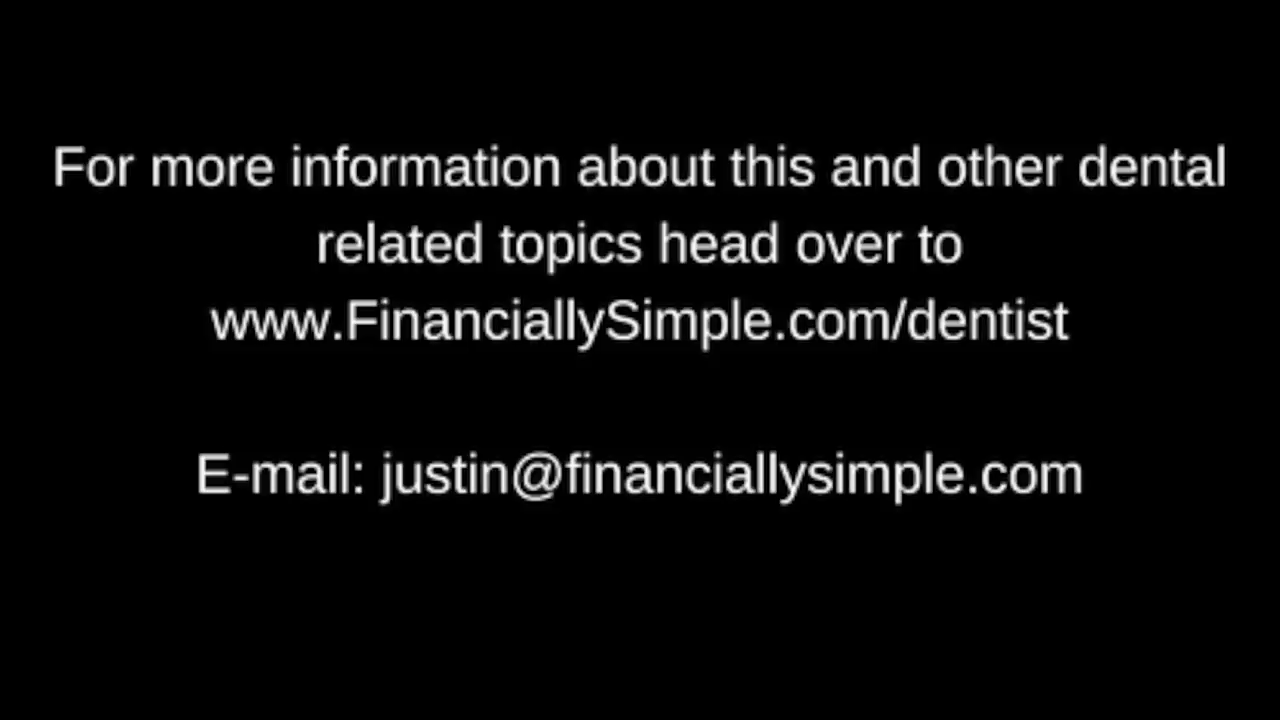 For more information about this and other dental
related topics head over to
www.FinanciallySimple.com/dentist
E-mail: justin@financiallysimple.com